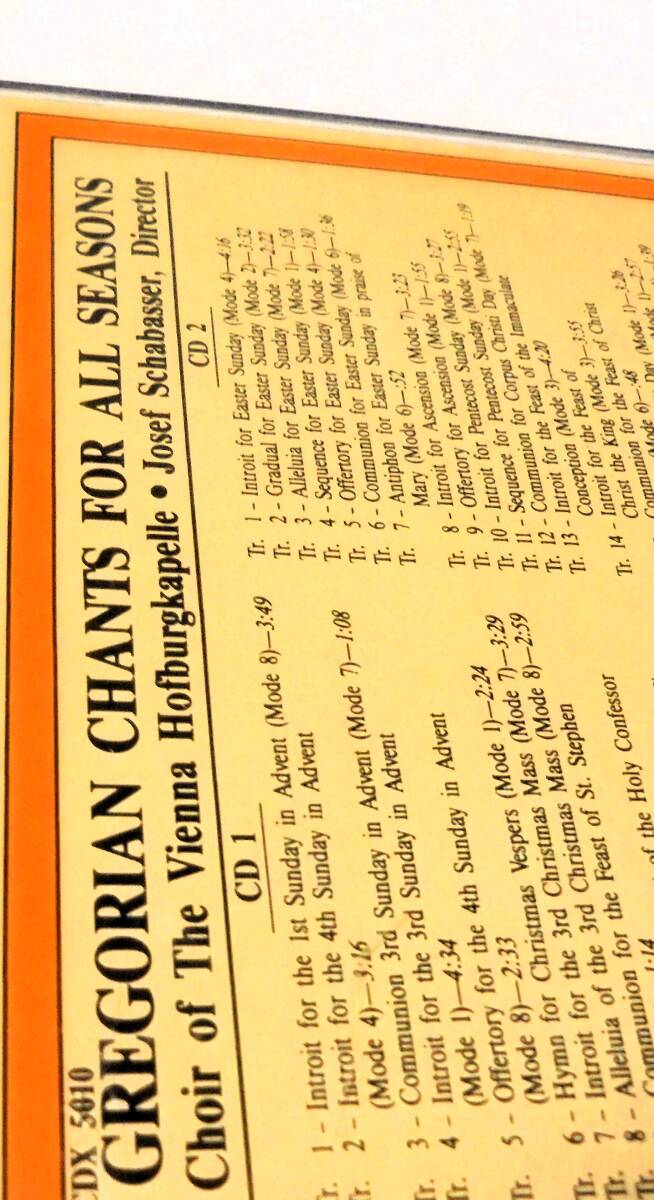 CDX 5010
GREGORIAN CHANTS FOR ALL SEASONS
Choir of The Vienna Hofburgkapelle • Josef Schabasser, Director
CD 1
Tr. 1 - Introit for the 1st Sunday in Advent (Mode 8)—3:49
Tr. 2 - Introit for the 4th Sunday in Advent
(Mode 4)—3:16
Tr. 3 - Communion 3rd Sunday in Advent (Mode 7)—1:08
Tr. 4 - Introit for the 3rd Sunday in Advent
(Mode 1)—4:34
Tr. 5 - Offertory for the 4th Sunday in Advent
(Mode 8)—2:33
Tr. 6 - Hymn for Christmas Vespers (Mode 1)—2:24
Tr. 7 - Introit for the 3rd Christmas Mass (Mode 7)—3:29
Tr. 8 - Alleluia of the 3rd Christmas Mass (Mode 8)—2:59
Communion for the Feast of St. Stephen
1:14
of the Holy Confessor
CD 2
Tr. 1 - Introit for Easter Sunday (Mode 4)—4:16
Tr. 2 - Gradual for Easter Sunday (Mode 2)—3:32
Tr. 3 - Alleluia for Easter Sunday (Mode 7)—2:22
Tr. 4 - Sequence for Easter Sunday (Mode 1)—1:58
Tr. 5 - Offertory for Easter Sunday (Mode 4)—1:30
Tr. 6 - Communion for Easter Sunday (Mode 6)—1:36
Tr. 7 - Antiphon for Easter Sunday in praise of
Mary (Mode 6)—:52
Tr. 8 - Introit for Ascension (Mode 7)—3:23
Tr. 9 - Offertory for Ascension (Mode 1)—1:55
Tr. 10 - Introit for Pentecost Sunday (Mode 8)—3:27
Tr. 11 - Sequence for Pentecost Sunday (Mode 1)—2:55
Tr. 12 - Communion for Corpus Christi Day (Mode 7)—1:19
Tr. 13 - Introit for the Feast of the Immaculate
Conception (Mode 3)—4:20
Tr. 14 - Introit for the Feast of
Christ the King (Mode 3)—3:55
Communion for the Feast of Christ